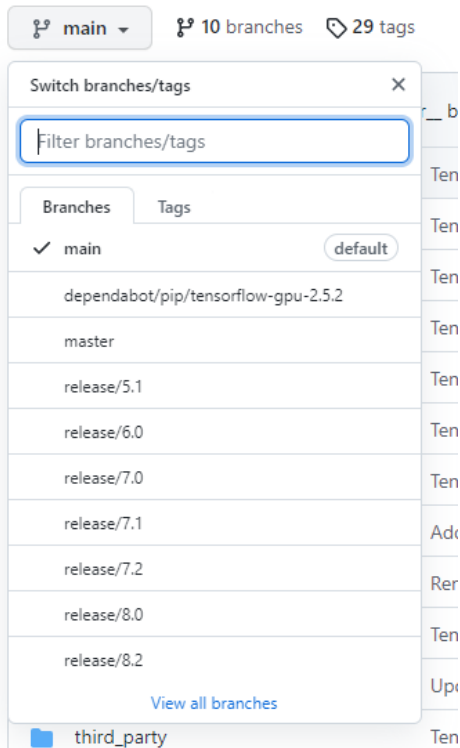 main 10 branches 29 tags
Switch branches/tags
Filter branches/tags
Branches Tags
main default
dependabot/pip/tensorflow-gpu-2.5.2
master
release/5.1
release/6.0
release/7.0
release/7.1
release/7.2
release/8.0
release/8.2
View all branches
third_party